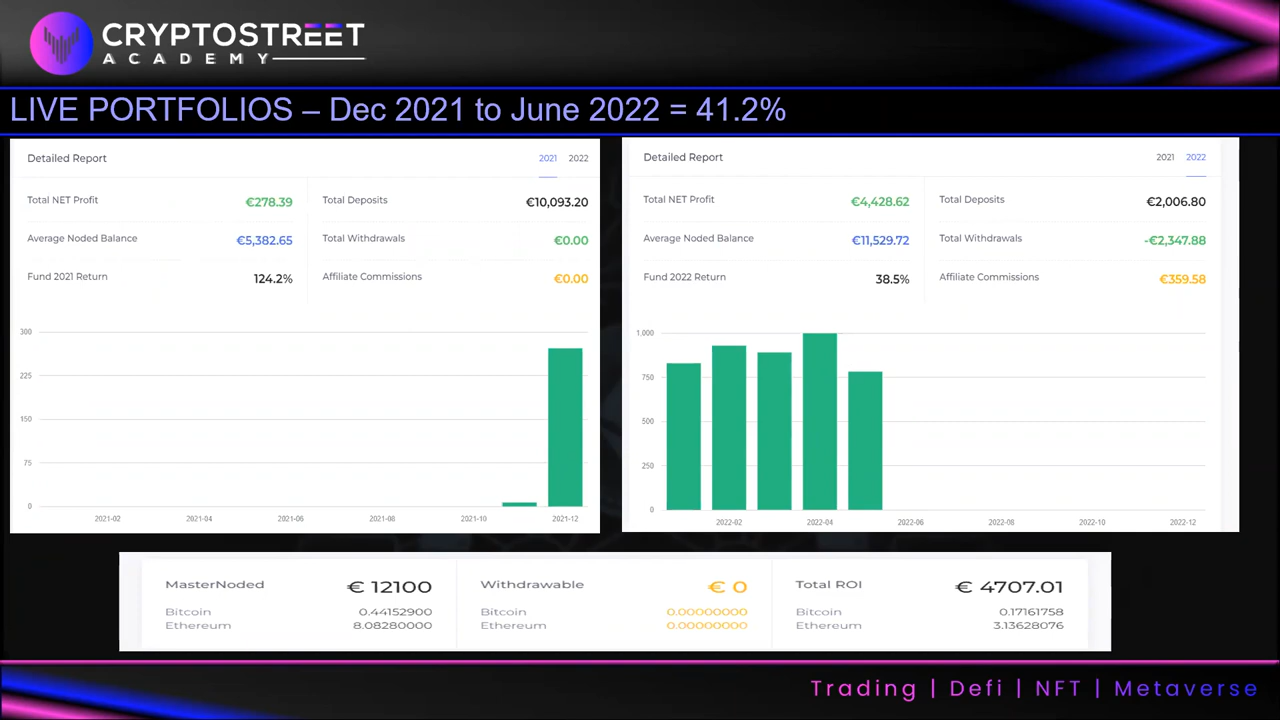 CRYPTOSTREET
ACADEMY
LIVE PORTFOLIOS – Dec 2021 to June 2022 = 41.2%
Detailed Report 2021 2022
Total NET Profit €278.39 Total Deposits €10,093.20
Average Noded Balance €5,382.65 Total Withdrawals €0.00
Fund 2021 Return 124.2% Affiliate Commissions €0.00
300
225
150
75
0
2021-02 2021-04 2021-06 2021-08 2021-10 2021-12
Detailed Report 2021 2022
Total NET Profit €4,428.62 Total Deposits €2,006.80
Average Noded Balance €11,529.72 Total Withdrawals -€2,347.88
Fund 2022 Return 38.5% Affiliate Commissions €359.58
1,000
750
500
250
0
2022-02 2022-04 2022-06 2022-08 2022-10 2022-12
MasterNoded € 12100
Bitcoin 0.44152900
Ethereum 8.08280000
Withdrawable € 0
Bitcoin 0.00000000
Ethereum 0.00000000
Total ROI € 4707.01
Bitcoin 0.17161758
Ethereum 3.13628076
Trading | Defi | NFT | Metaverse